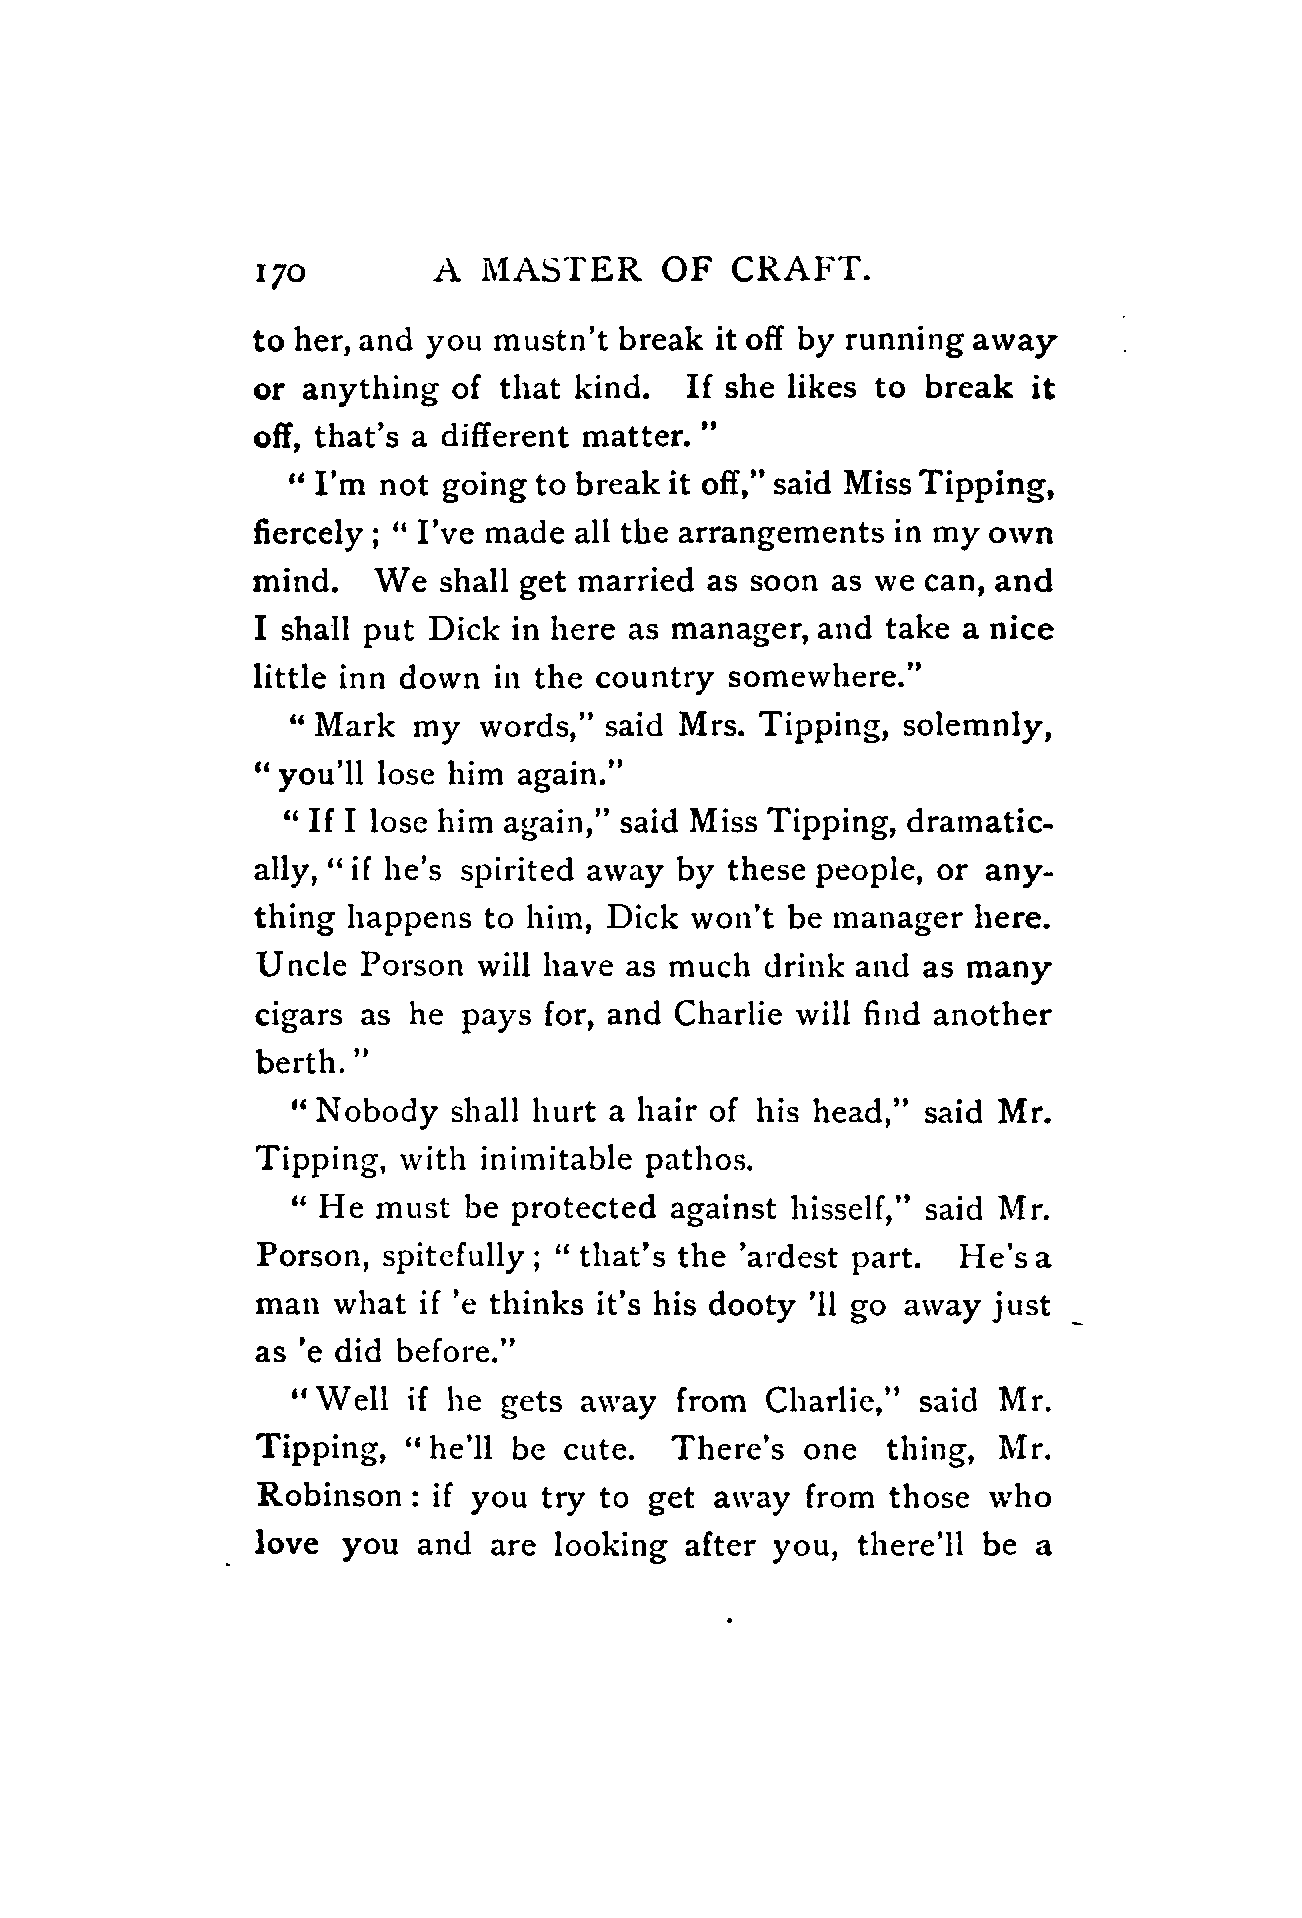 170 A MASTER OF CRAFT.
to her, and you mustn't break it off by running away
or anything of that kind. If she likes to break it
off, that's a different matter."
"I'm not going to break it off," said Miss Tipping,
fiercely; "I've made all the arrangements in my own
mind. We shall get married as soon as we can, and
I shall put Dick in here as manager, and take a nice
little inn down in the country somewhere."
"Mark my words," said Mrs. Tipping, solemnly,
"you'll lose him again."
"If I lose him again," said Miss Tipping, dramatic-
ally, "if he's spirited away by these people, or any-
thing happens to him, Dick won't be manager here.
Uncle Porson will have as much drink and as many
cigars as he pays for, and Charlie will find another
berth."
"Nobody shall hurt a hair of his head," said Mr.
Tipping, with inimitable pathos.
"He must be protected against hisself," said Mr.
Porson, spitefully; "that's the 'ardest part. He's a
man what if 'e thinks it's his dooty 'll go away just
as 'e did before."
"Well if he gets away from Charlie," said Mr.
Tipping, "he'll be cute. There's one thing, Mr.
Robinson: if you try to get away from those who
love you and are looking after you, there'll be a